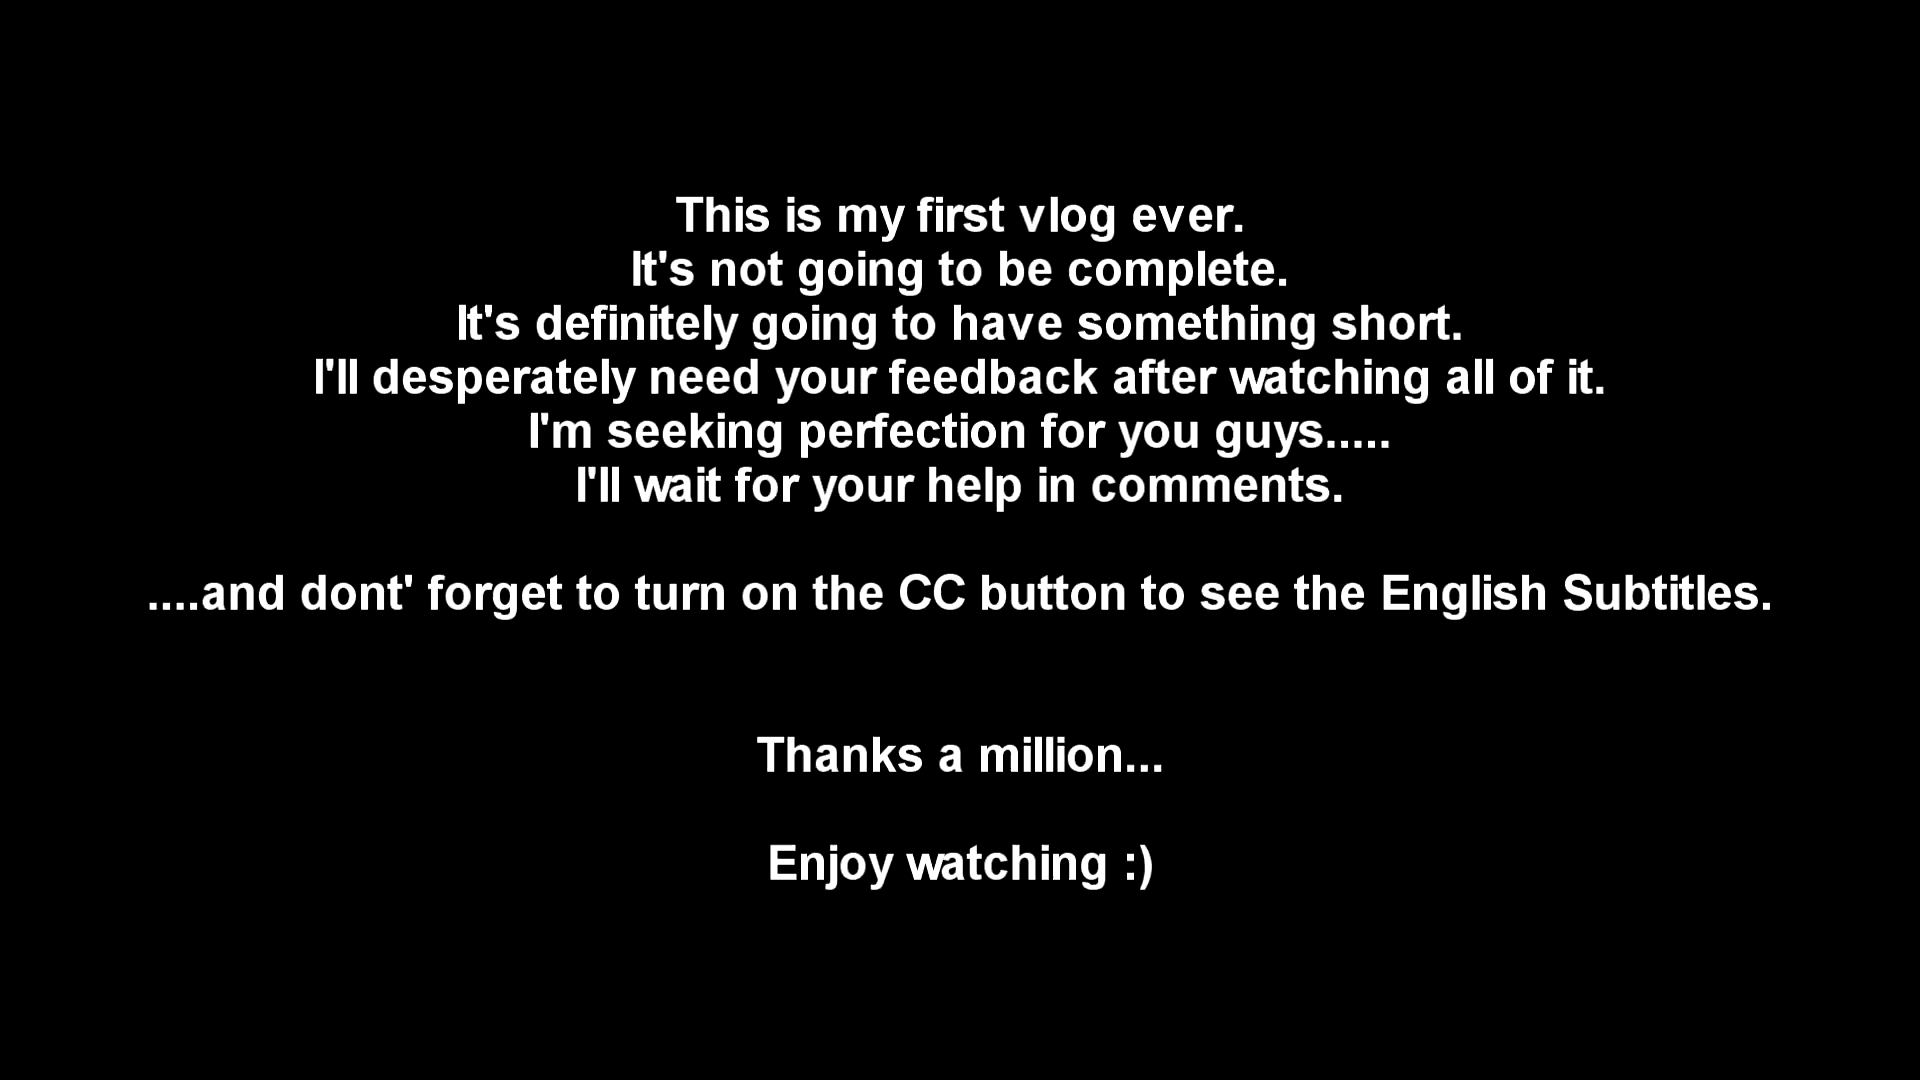 This is my first vlog ever.
It's not going to be complete.
It's definitely going to have something short.
I'll desperately need your feedback after watching all of it.
I'm seeking perfection for you guys.....
I'll wait for your help in comments.
....and dont' forget to turn on the CC button to see the English Subtitles.
Thanks a million...
Enjoy watching :)